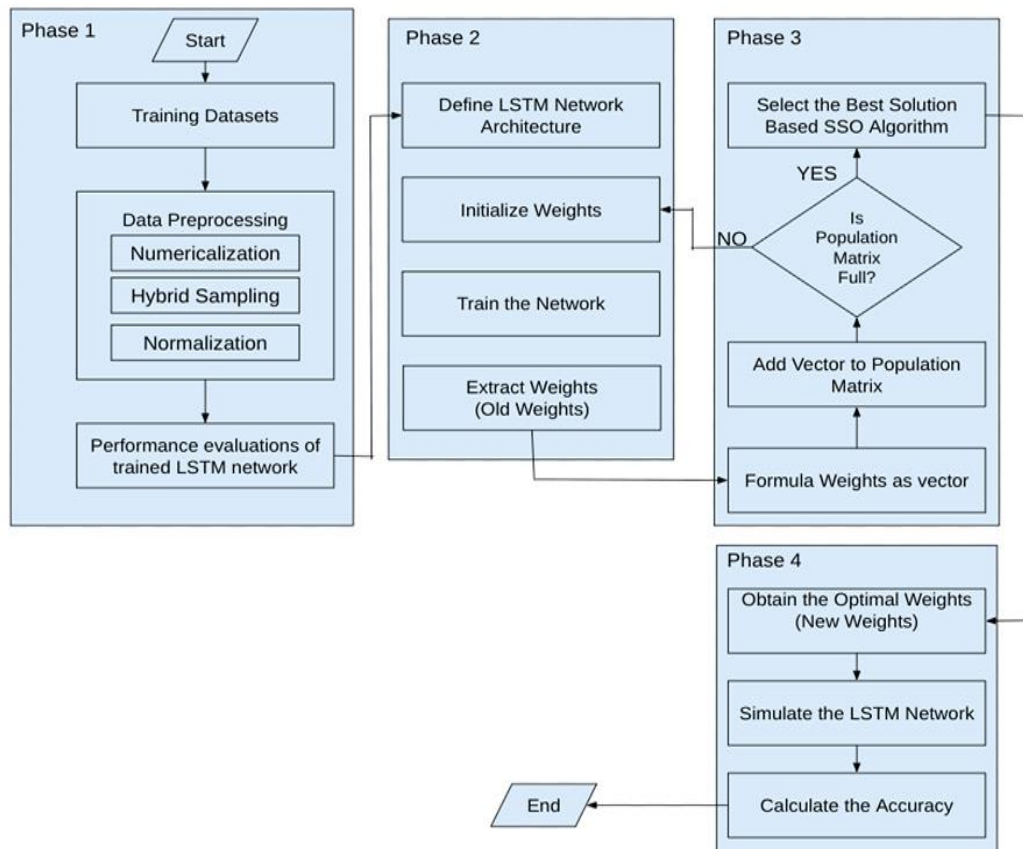 Phase 1
Start
Training Datasets
Data Preprocessing
Numericalization
Hybrid Sampling
Normalization
Performance evaluations of
trained LSTM network
Phase 2
Define LSTM Network
Architecture
Initialize Weights
Train the Network
Extract Weights
(Old Weights)
Phase 3
Select the Best Solution
Based SSO Algorithm
YES
Is
Population
Matrix
Full?
NO
Add Vector to Population
Matrix
Formula Weights as vector
Phase 4
Obtain the Optimal Weights
(New Weights)
Simulate the LSTM Network
Calculate the Accuracy
End